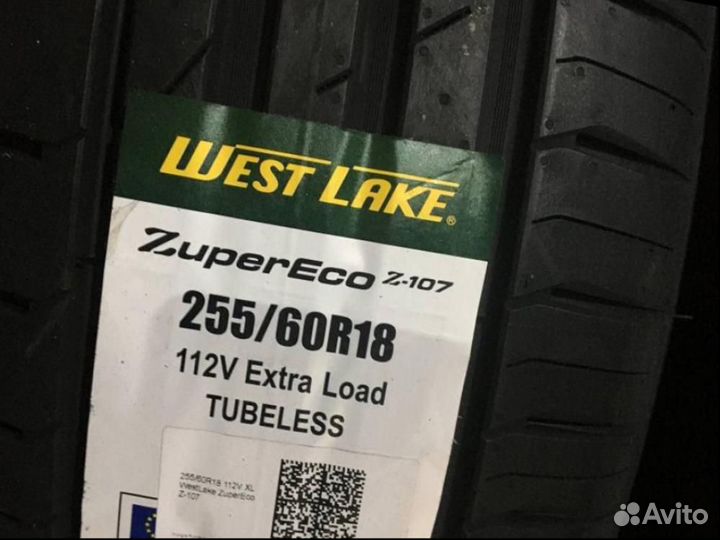 WEST LAKE®
ZuperEco Z-107
255/60R18
112V Extra Load
TUBELESS
255/60R18 112V XL
WestLake ZuperEco
Z-107
Avito